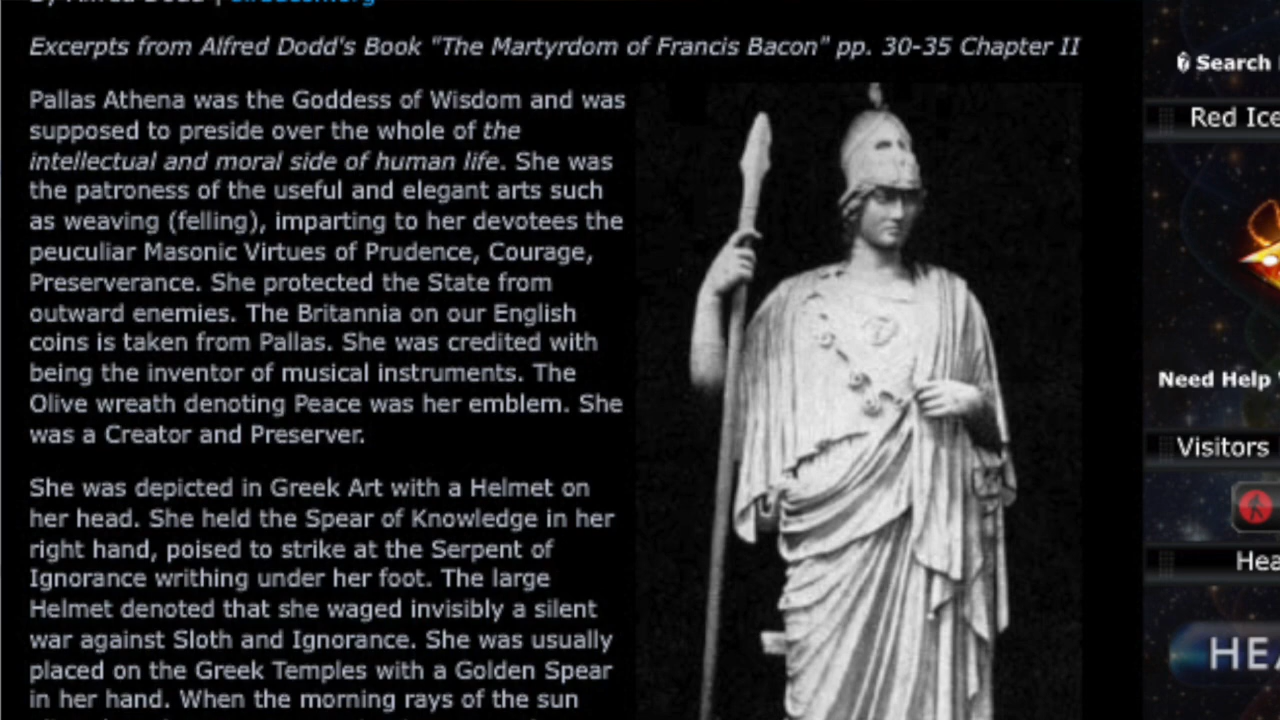 Excerpts from Alfred Dodd's Book "The Martyrdom of Francis Bacon" pp. 30-35 Chapter II
Pallas Athena was the Goddess of Wisdom and was
supposed to preside over the whole of the
intellectual and moral side of human life. She was
the patroness of the useful and elegant arts such
as weaving (felling), imparting to her devotees the
peuculiar Masonic Virtues of Prudence, Courage,
Preserverance. She protected the State from
outward enemies. The Britannia on our English
coins is taken from Pallas. She was credited with
being the inventor of musical instruments. The
Olive wreath denoting Peace was her emblem. She
was a Creator and Preserver.
She was depicted in Greek Art with a Helmet on
her head. She held the Spear of Knowledge in her
right hand, poised to strike at the Serpent of
Ignorance writhing under her foot. The large
Helmet denoted that she waged invisibly a silent
war against Sloth and Ignorance. She was usually
placed on the Greek Temples with a Golden Spear
in her hand. When the morning rays of the sun
Search
Red Ice
Need Help
Visitors
Hea
HEA